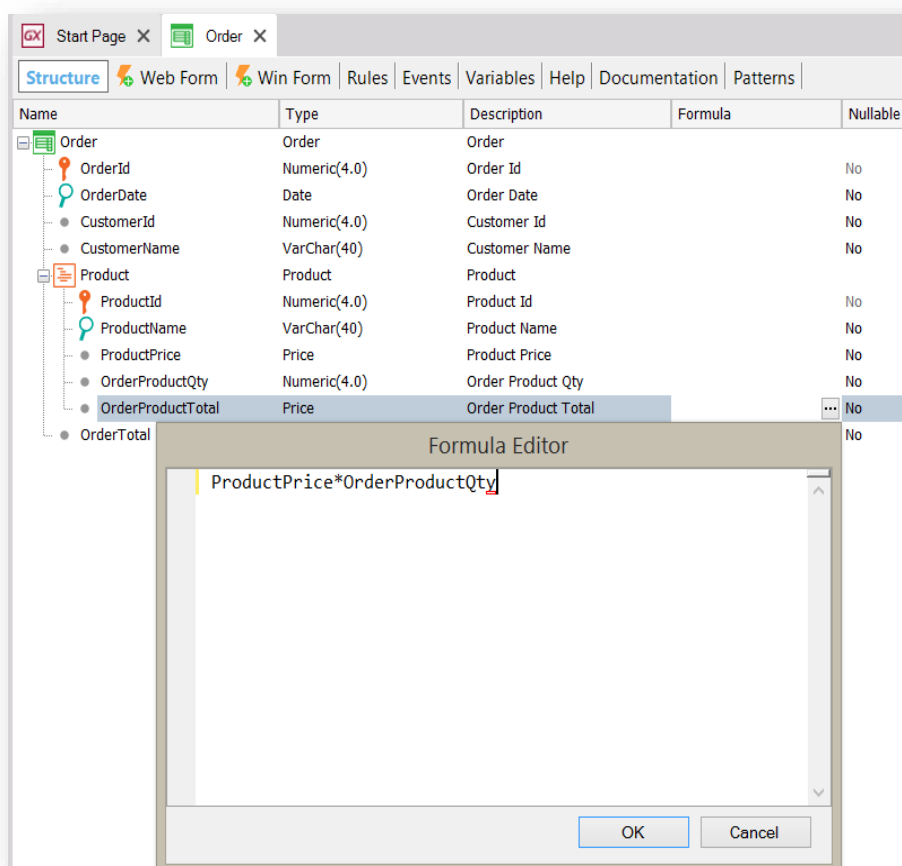 GX Start Page X Order X
Structure Web Form Win Form Rules Events Variables Help Documentation Patterns
Name Type Description Formula Nullable
Order Order Order
OrderId Numeric(4.0) Order Id No
OrderDate Date Order Date No
CustomerId Numeric(4.0) Customer Id No
CustomerName VarChar(40) Customer Name No
Product Product Product
ProductId Numeric(4.0) Product Id No
ProductName VarChar(40) Product Name No
ProductPrice Price Product Price No
OrderProductQty Numeric(4.0) Order Product Qty No
OrderProductTotal Price Order Product Total ... No
OrderTotal No
Formula Editor
ProductPrice*OrderProductQty
OK Cancel